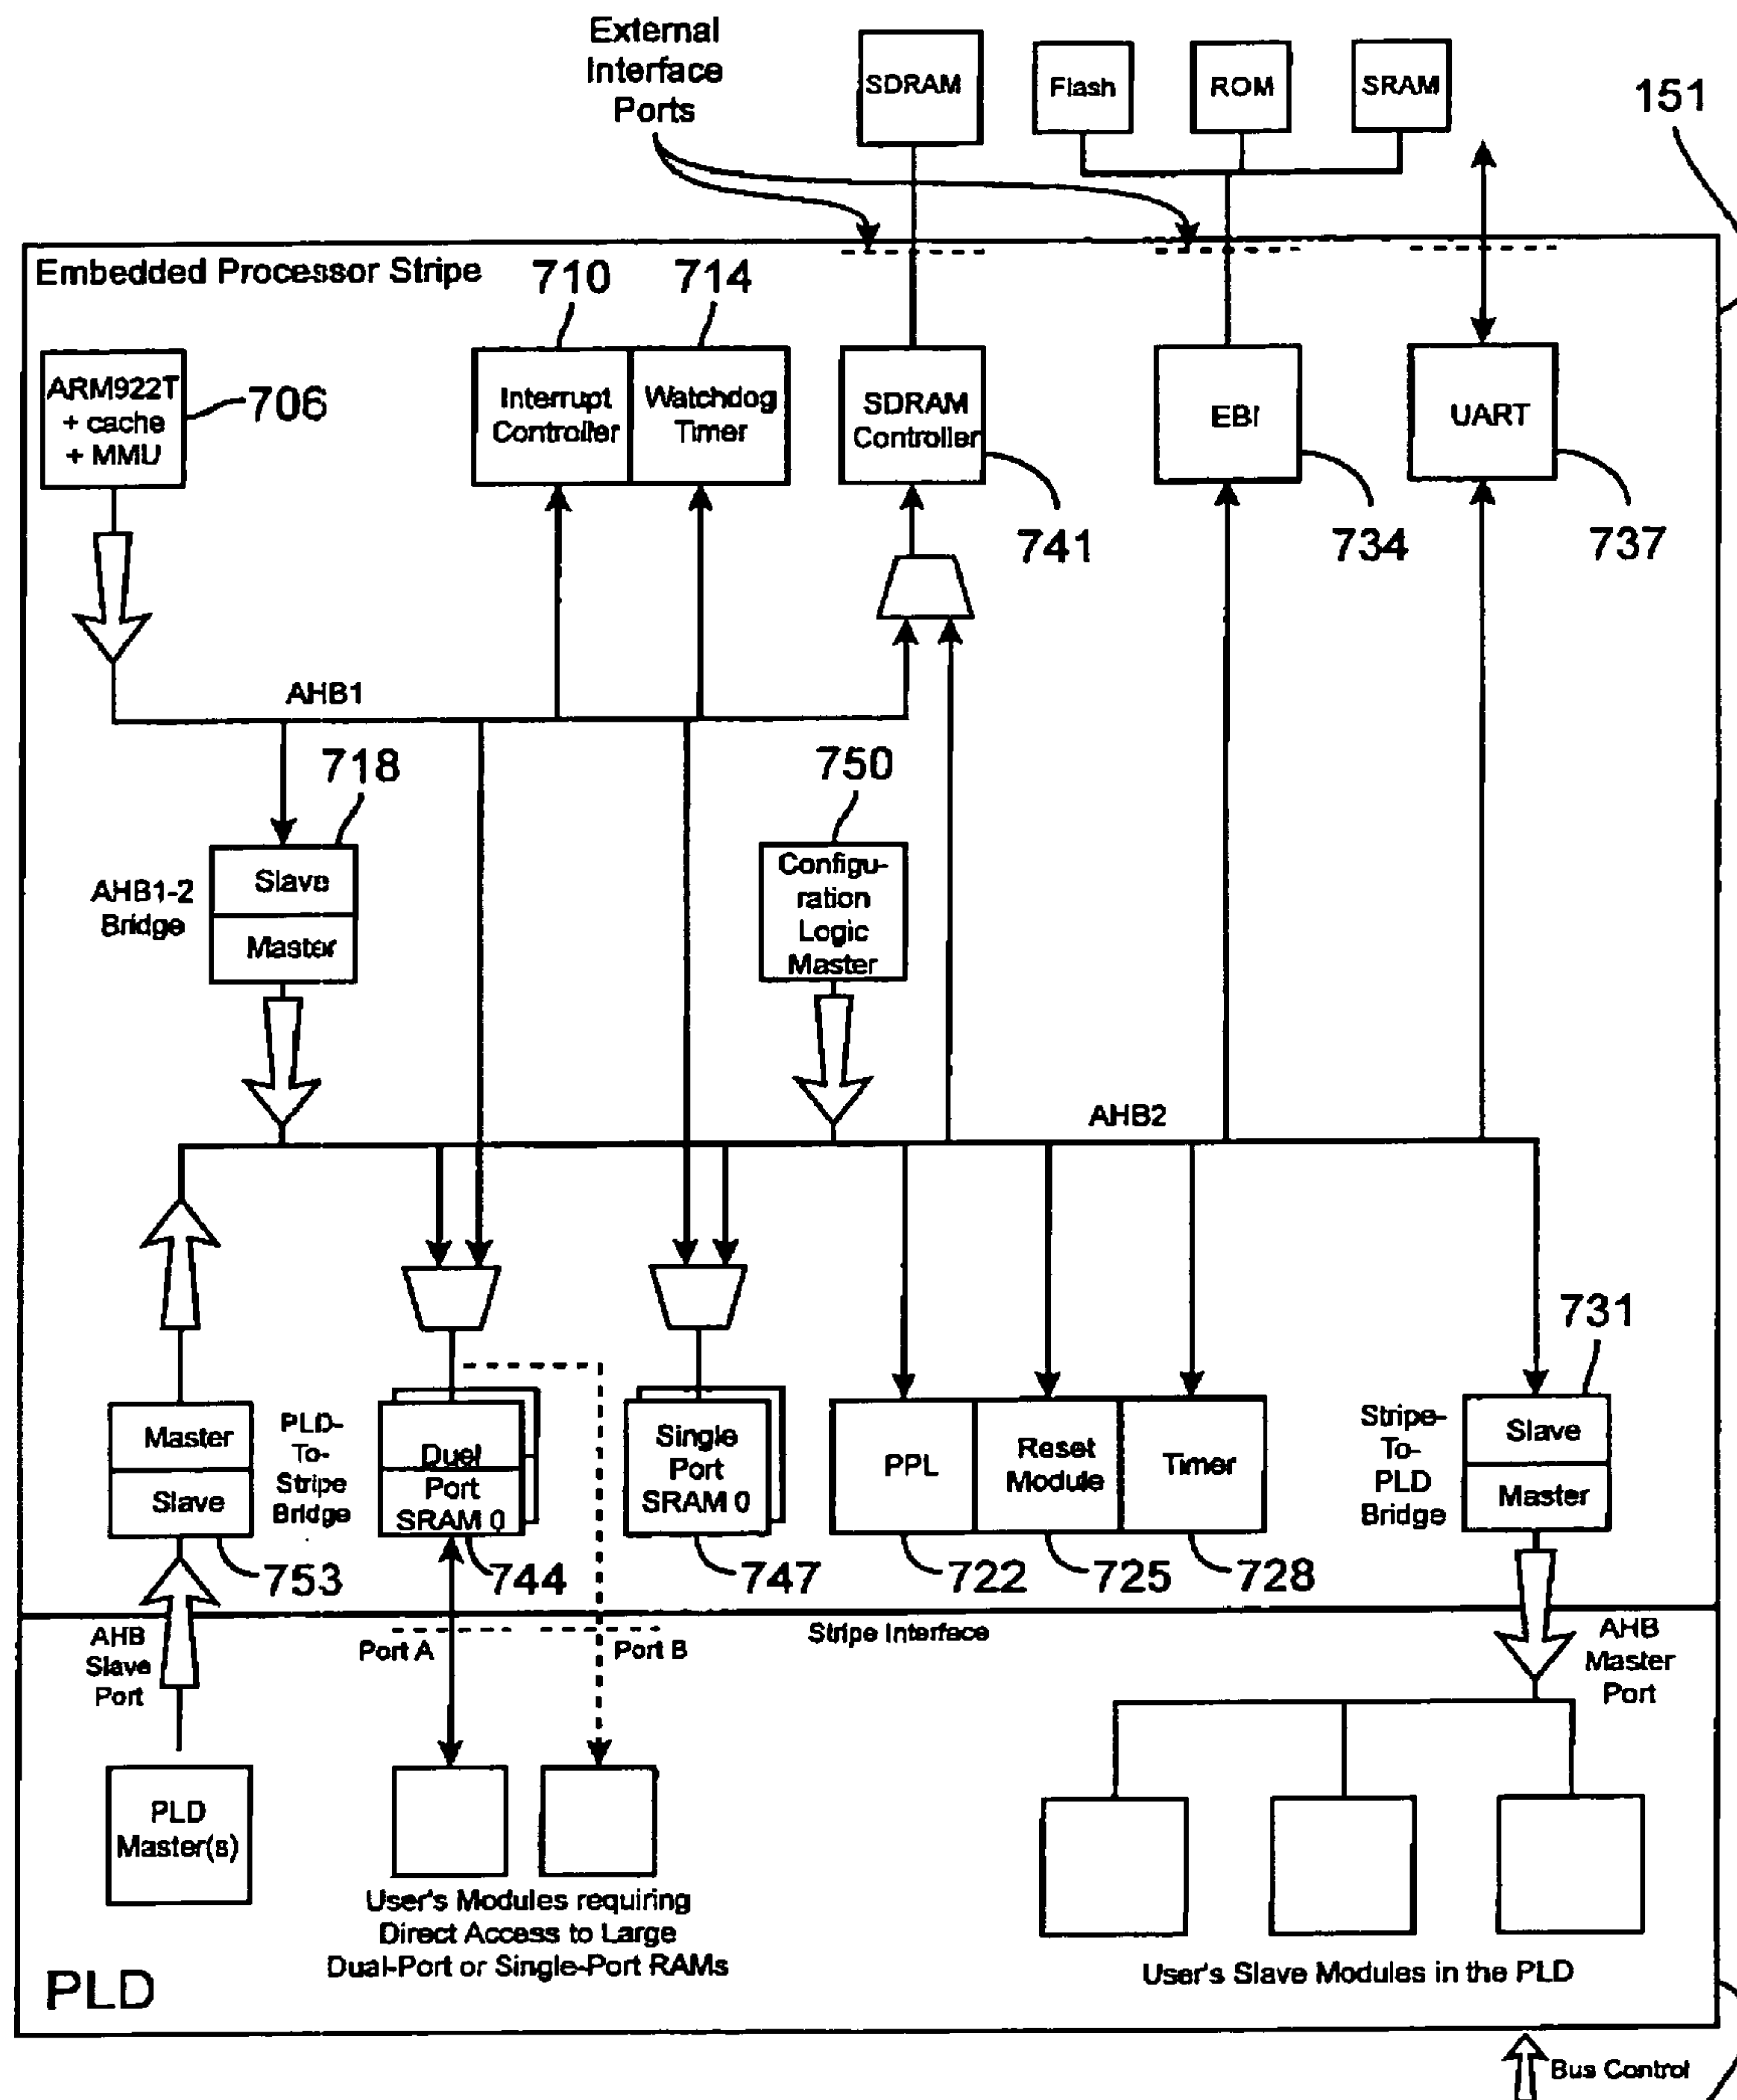 External
Interface
Ports
SDRAM
Flash
ROM
SRAM
151
Embedded Processor Stripe
710
714
ARM922T
+ cache
+ MMU
706
Interrupt
Controller
Watchdog
Timer
SDRAM
Controller
EBI
UART
741
734
737
AHB1
718
750
AHB1-2
Bridge
Slave
Master
Configu-
ration
Logic
Master
AHB2
731
Master
Slave
PLD-
To-
Stripe
Bridge
Duel
Port
SRAM 0
Single
Port
SRAM 0
PPL
Reset
Module
Timer
Stripe-
To-
PLD
Bridge
Slave
Master
753
744
747
722
725
728
AHB
Slave
Port
Port A
Port B
Stripe Interface
AHB
Master
Port
PLD
Master(s)
User's Modules requiring
Direct Access to Large
Dual-Port or Single-Port RAMs
User's Slave Modules in the PLD
PLD
Bus Control